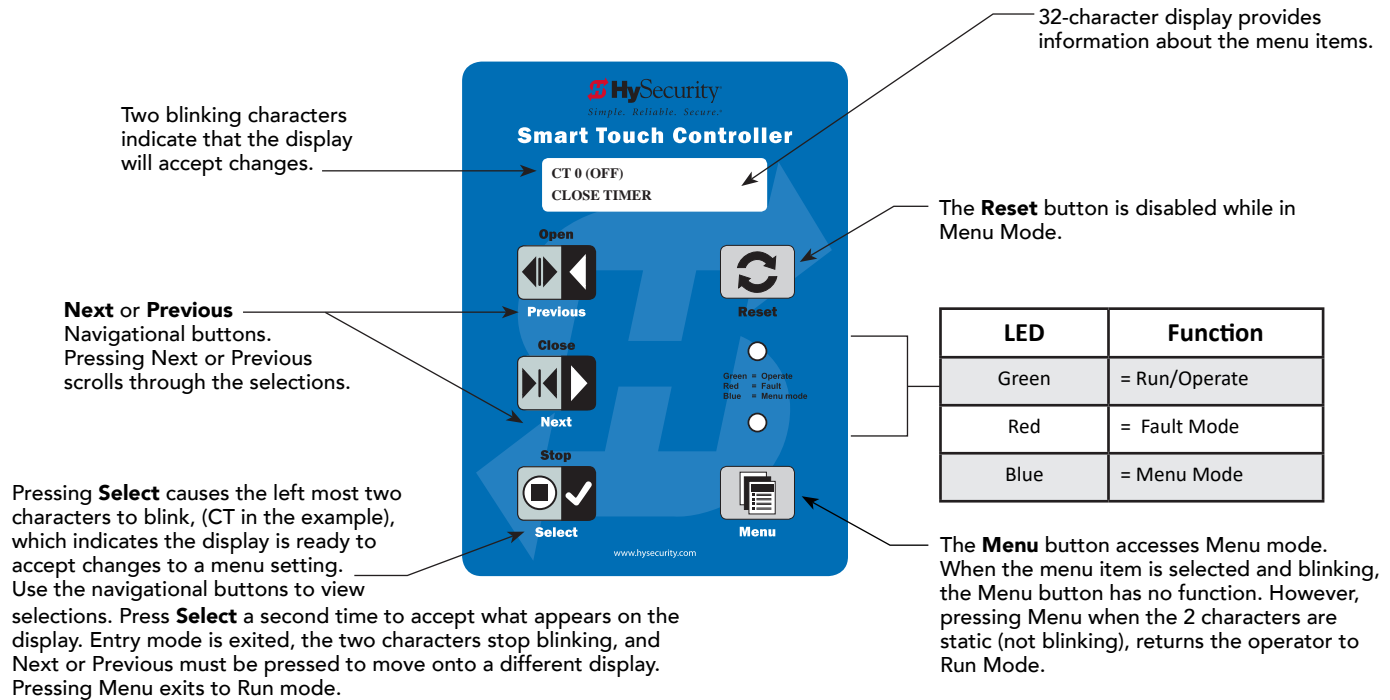 32-character display provides
information about the menu items.
Two blinking characters
indicate that the display
will accept changes.
HySecurity
Simple. Reliable. Secure.
Smart Touch Controller
CT 0 (OFF)
CLOSE TIMER
The Reset button is disabled while in
Menu Mode.
Open
Previous
Reset
Next or Previous
Navigational buttons.
Pressing Next or Previous
scrolls through the selections.
Close
Next
Green = Operate
Red = Fault
Blue = Menu mode
LED Function
Green = Run/Operate
Red = Fault Mode
Blue = Menu Mode
Stop
Select
Menu
www.hysecurity.com
Pressing Select causes the left most two
characters to blink, (CT in the example),
which indicates the display is ready to
accept changes to a menu setting.
Use the navigational buttons to view
selections. Press Select a second time to accept what appears on the
display. Entry mode is exited, the two characters stop blinking, and
Next or Previous must be pressed to move onto a different display.
Pressing Menu exits to Run mode.
The Menu button accesses Menu mode.
When the menu item is selected and blinking,
the Menu button has no function. However,
pressing Menu when the 2 characters are
static (not blinking), returns the operator to
Run Mode.